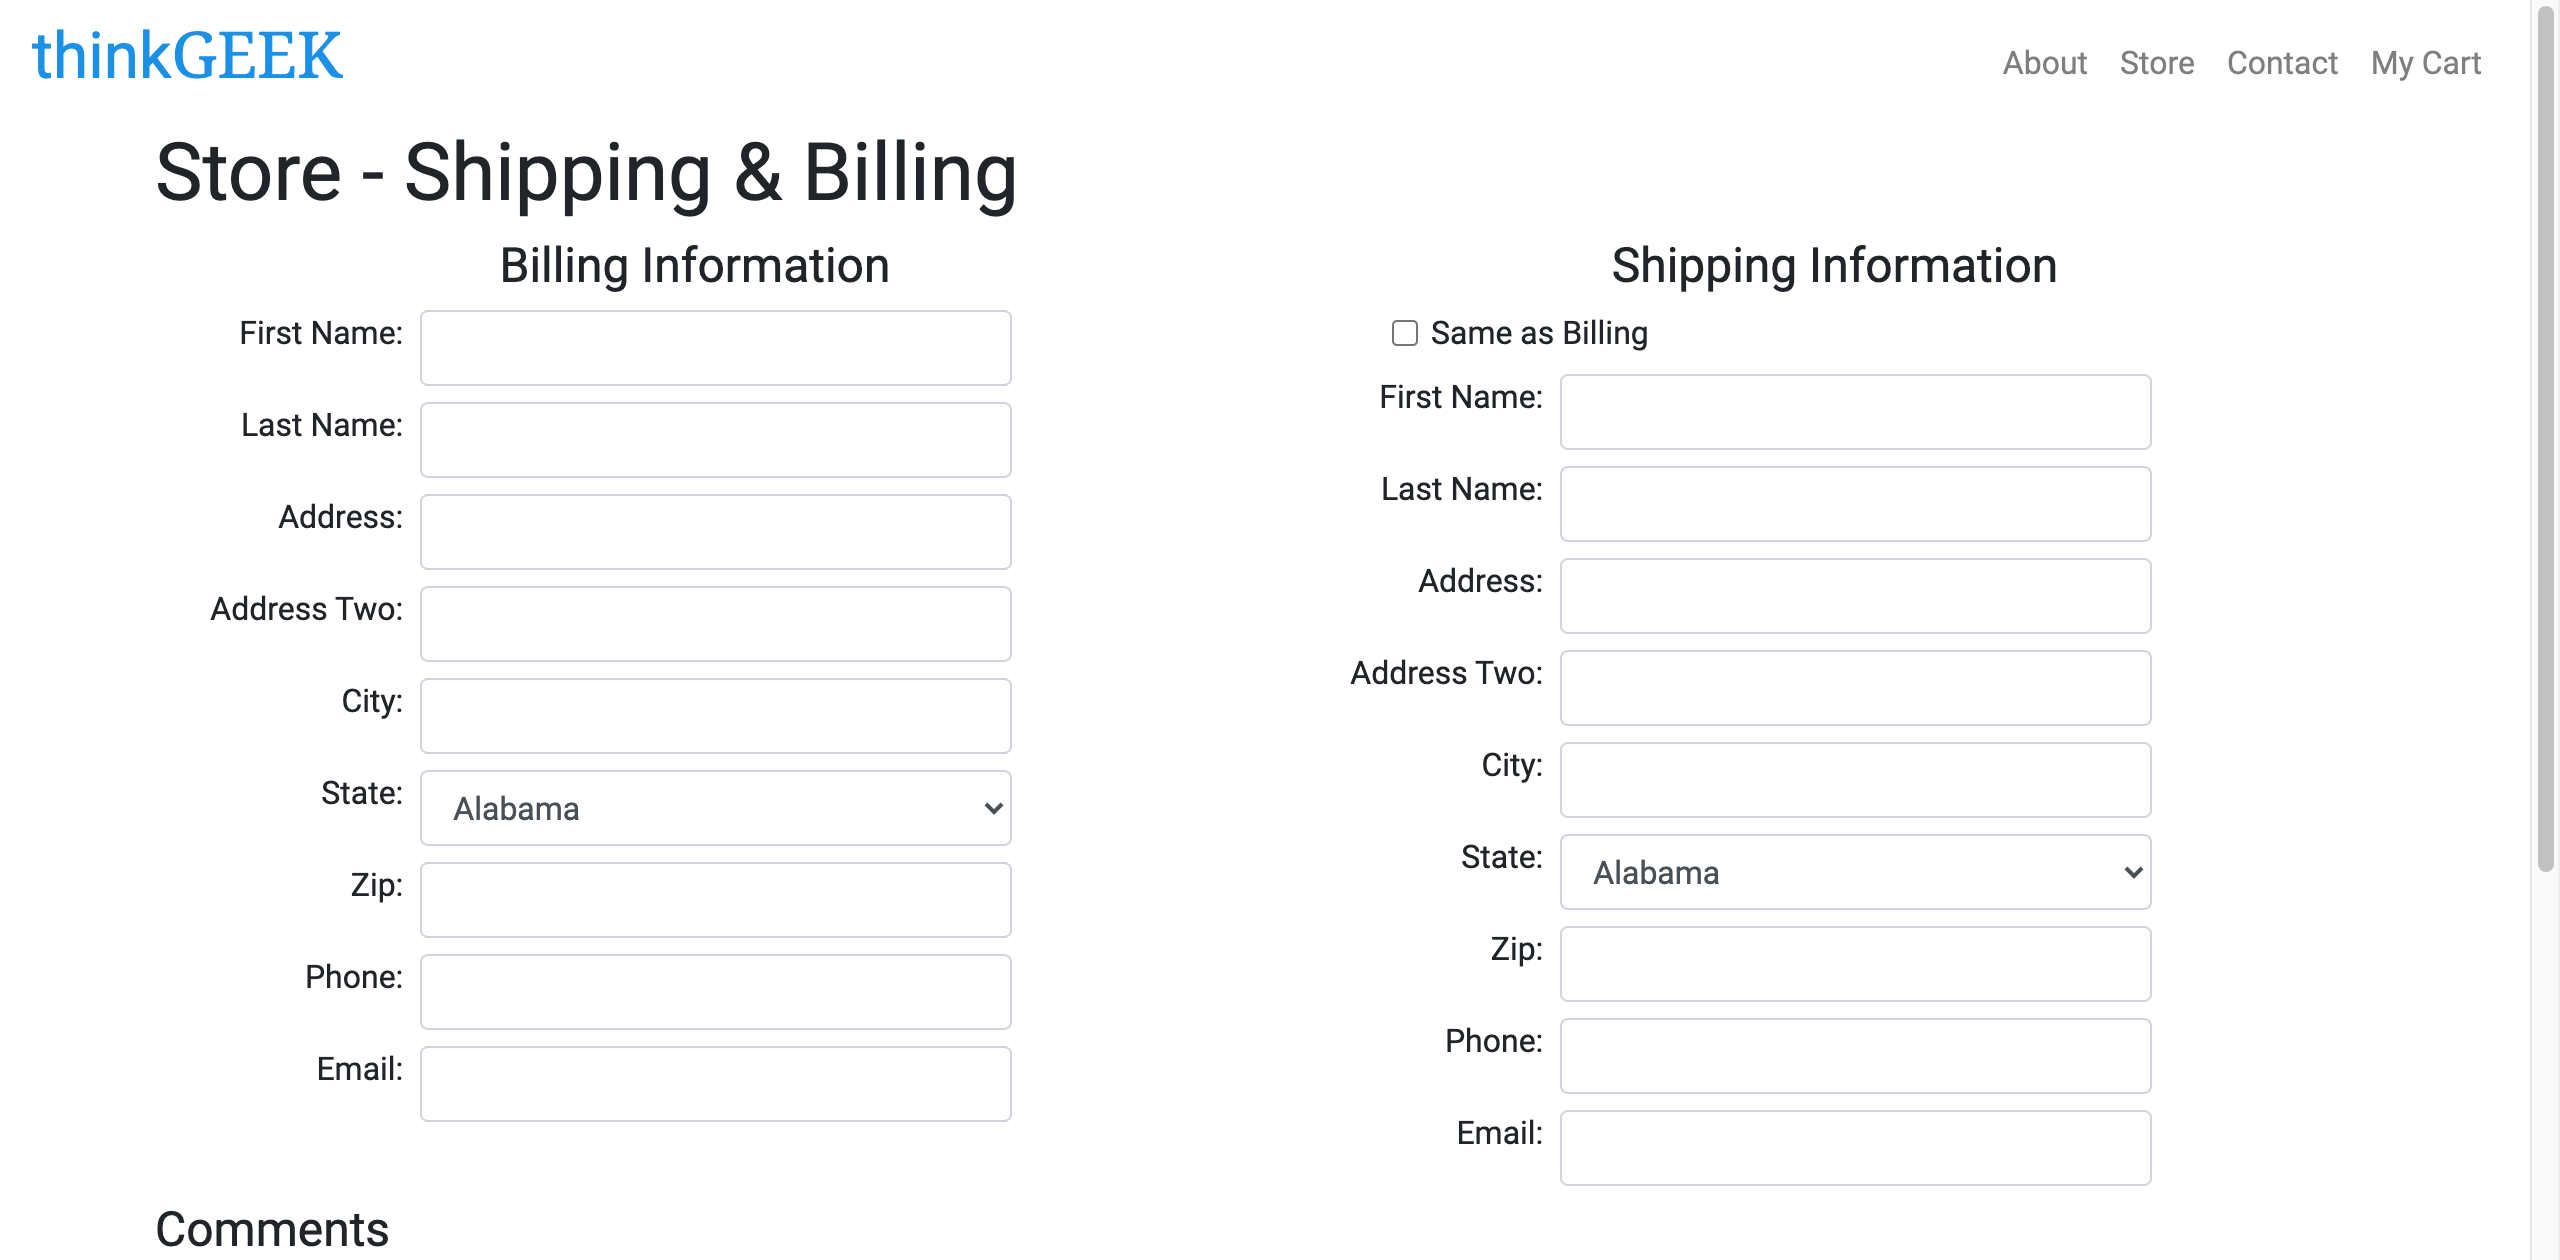 thinkGEEK
About Store Contact My Cart
Store - Shipping & Billing
Billing Information
First Name:
Last Name:
Address:
Address Two:
City:
State: Alabama
Zip:
Phone:
Email:
Shipping Information
Same as Billing
First Name:
Last Name:
Address:
Address Two:
City:
State: Alabama
Zip:
Phone:
Email:
Comments